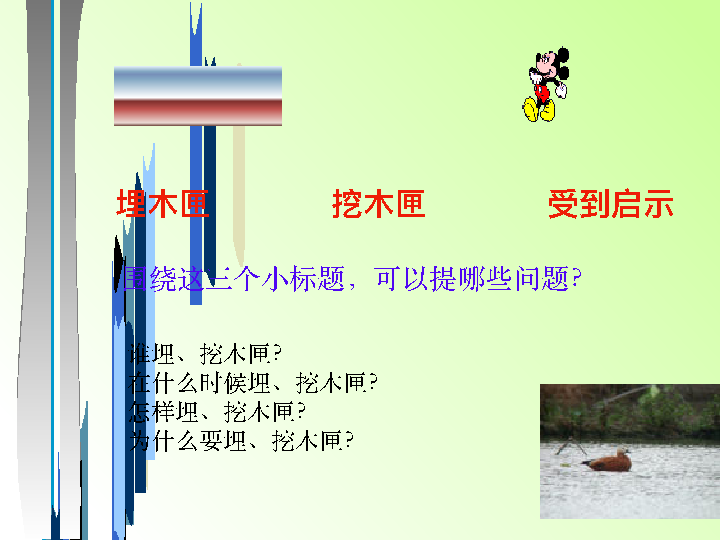 埋木匣 挖木匣 受到启示
围绕这三个小标题，可以提哪些问题?
谁埋、挖木匣?
在什么时候埋、挖木匣?
怎样埋、挖木匣?
为什么要埋、挖木匣?